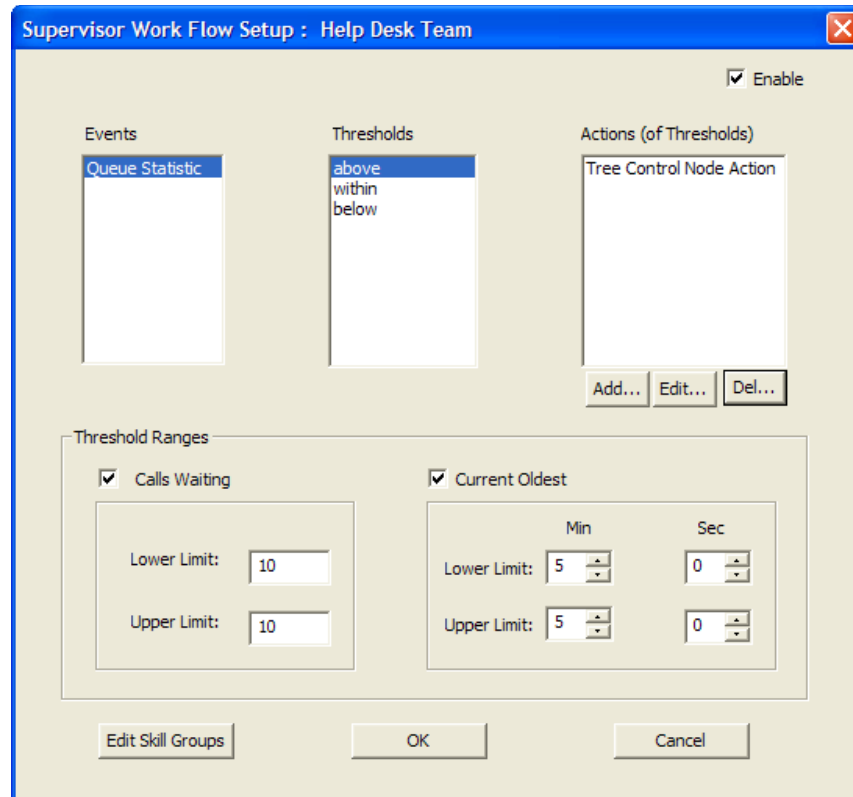 Supervisor Work Flow Setup :  Help Desk Team
Enable
Events
Thresholds
Actions (of Thresholds)
Queue Statistic
above
within
below
Tree Control Node Action
Add...
Edit...
Del...
Threshold Ranges
Calls Waiting
Current Oldest
Min
Sec
Lower Limit:
10
Lower Limit:
5
0
Upper Limit:
10
Upper Limit:
5
0
Edit Skill Groups
OK
Cancel